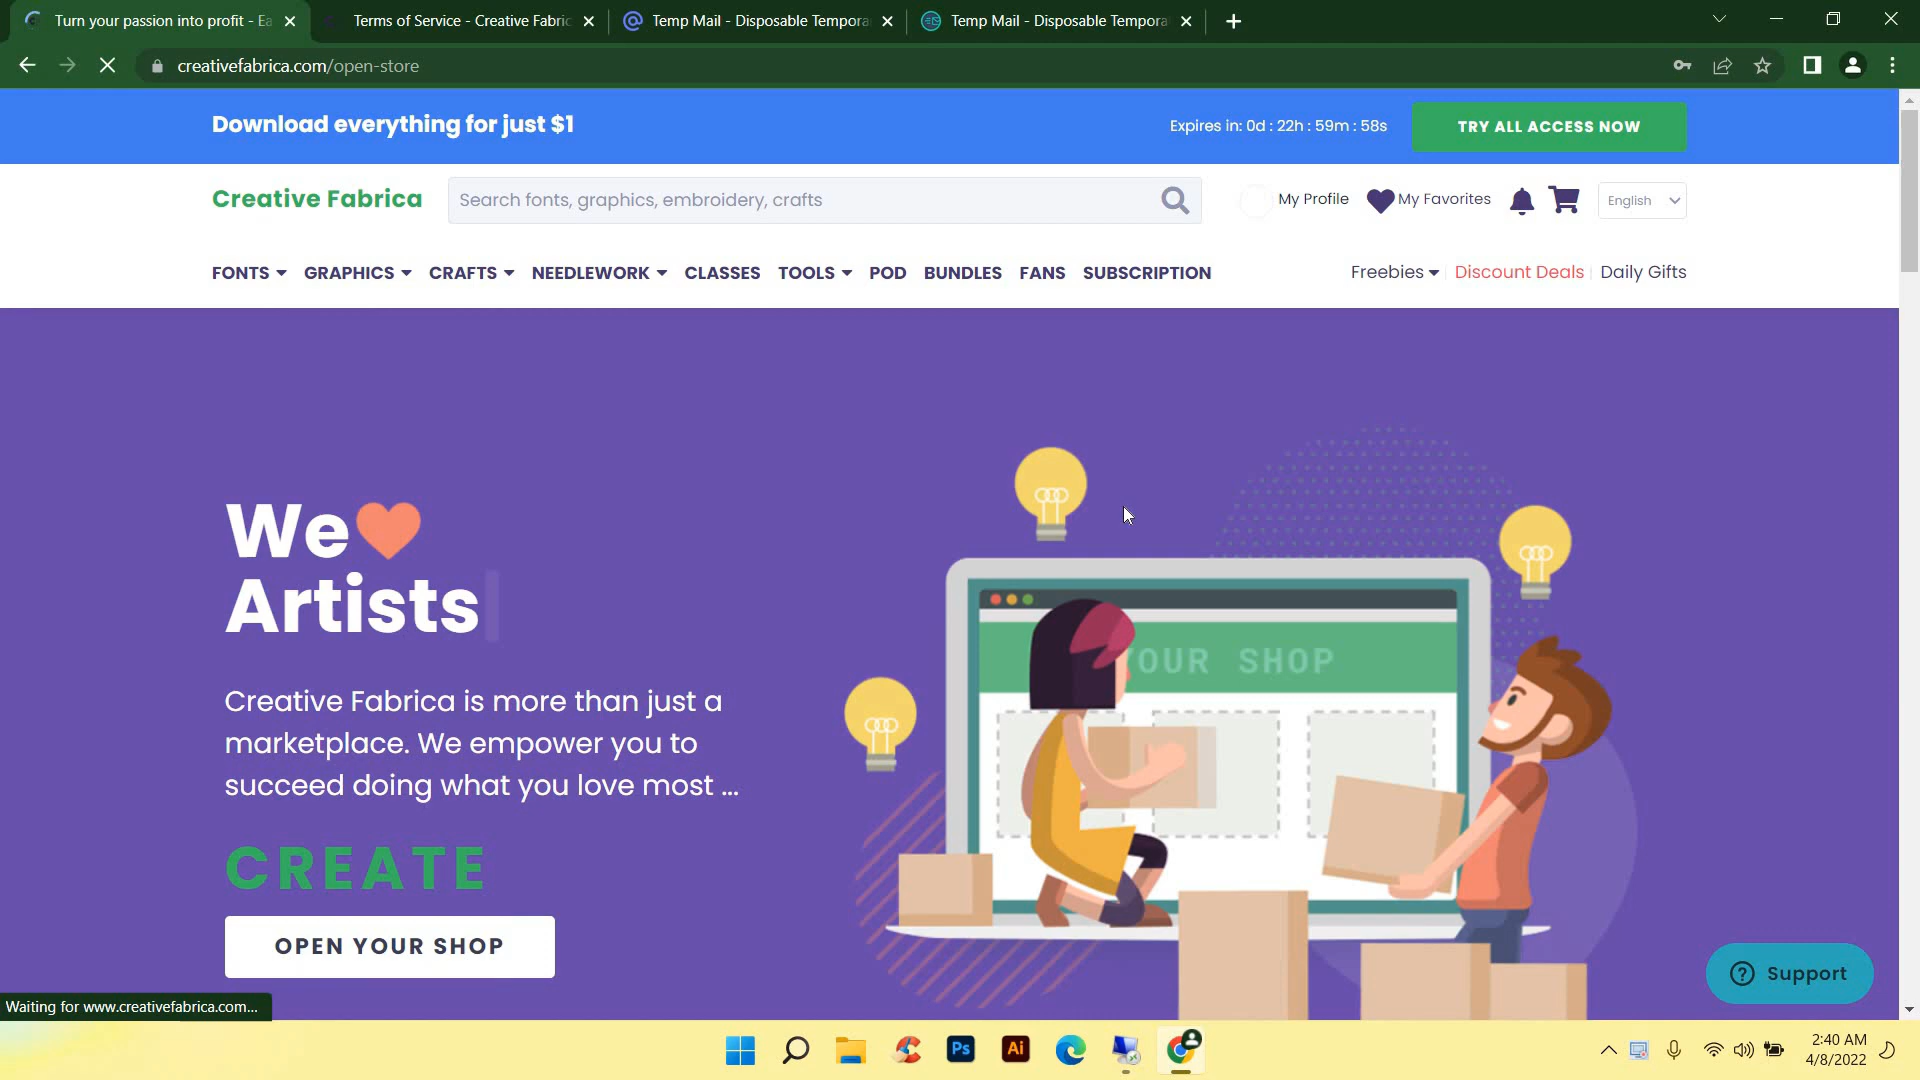 Turn your passion into profit - Ea
Terms of Service - Creative Fabric
Temp Mail - Disposable Tempora
Temp Mail - Disposable Tempora
creativefabrica.com/open-store
Download everything for just $1
Expires in: 0d : 22h : 59m : 58s
TRY ALL ACCESS NOW
Creative Fabrica
Search fonts, graphics, embroidery, crafts
My Profile
My Favorites
English
FONTS GRAPHICS CRAFTS NEEDLEWORK CLASSES TOOLS POD BUNDLES FANS SUBSCRIPTION
Freebies Discount Deals Daily Gifts
We
Artists
YOUR SHOP
Creative Fabrica is more than just a
marketplace. We empower you to
succeed doing what you love most ...
CREATE
OPEN YOUR SHOP
Support
Waiting for www.creativefabrica.com...
Ps
Ai
2:40 AM
4/8/2022